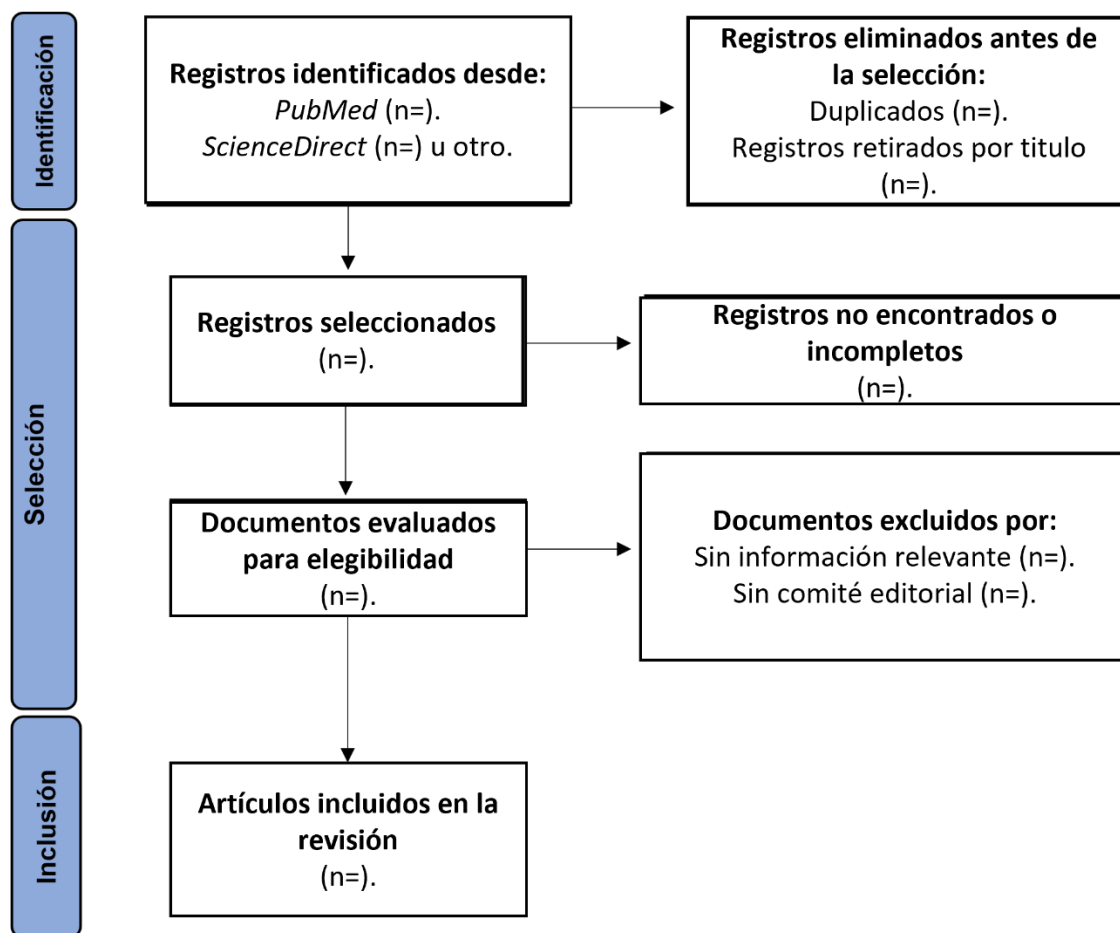 Identificación
Registros identificados desde:
PubMed (n=).
ScienceDirect (n=) u otro.
Registros eliminados antes de
la selección:
Duplicados (n=).
Registros retirados por titulo
(n=).
Selección
Registros seleccionados
(n=).
Registros no encontrados o
incompletos
(n=).
Documentos evaluados
para elegibilidad
(n=).
Documentos excluidos por:
Sin información relevante (n=).
Sin comité editorial (n=).
Inclusión
Artículos incluidos en la
revisión
(n=).